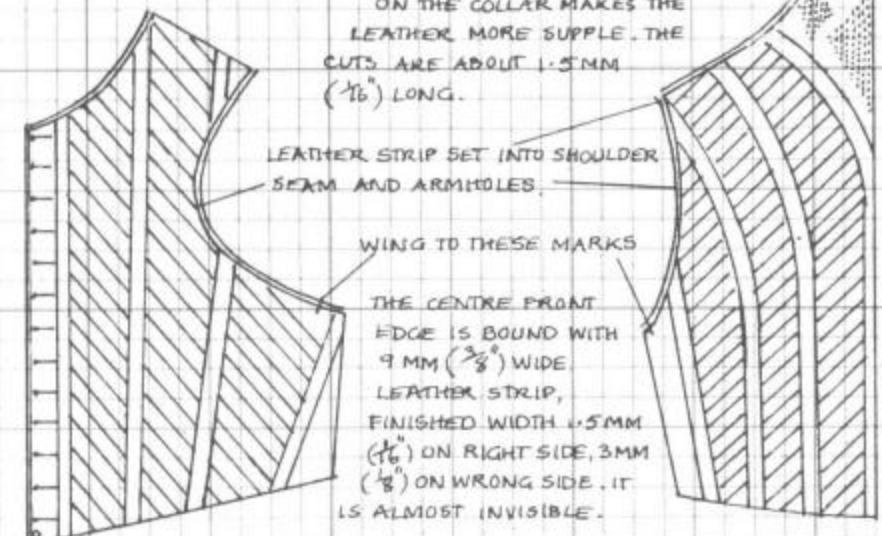 ON THE COLLAR MAKES THE
LEATHER MORE SUPPLE. THE
CUTS ARE ABOUT 1·5MM
(1/16") LONG.
LEATHER STRIP SET INTO SHOULDER
SEAM AND ARMHOLES.
WING TO THESE MARKS
THE CENTRE FRONT
EDGE IS BOUND WITH
9 MM (3/8") WIDE
LEATHER STRIP,
FINISHED WIDTH 1·5MM
(1/16") ON RIGHT SIDE, 3MM
(1/8") ON WRONG SIDE. IT
IS ALMOST INVISIBLE.